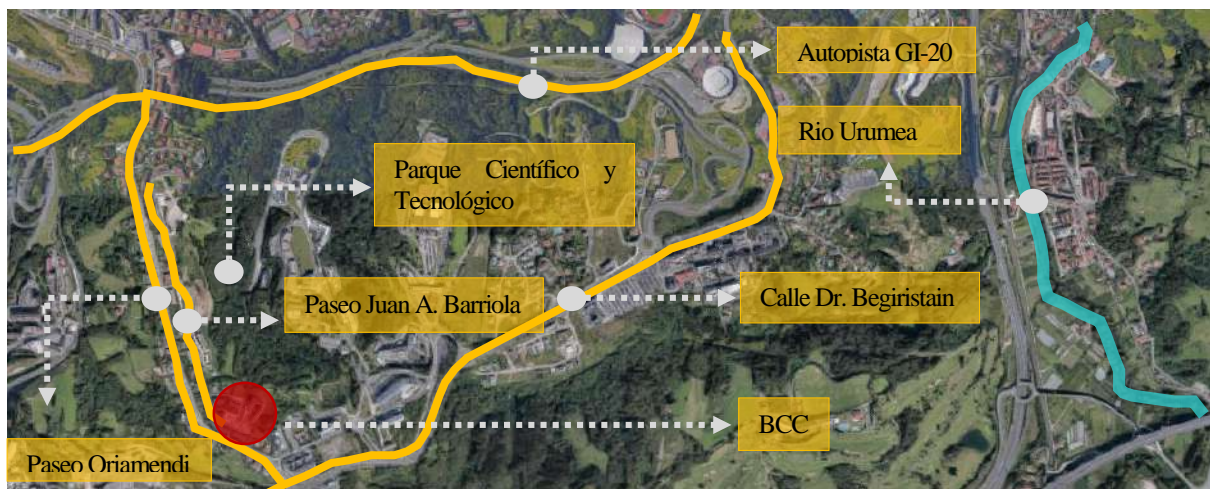 Autopista GI-20
Rio Urumea
Parque Científico y
Tecnológico
Paseo Juan A. Barriola
Calle Dr. Begiristain
BCC
Paseo Oriamendi